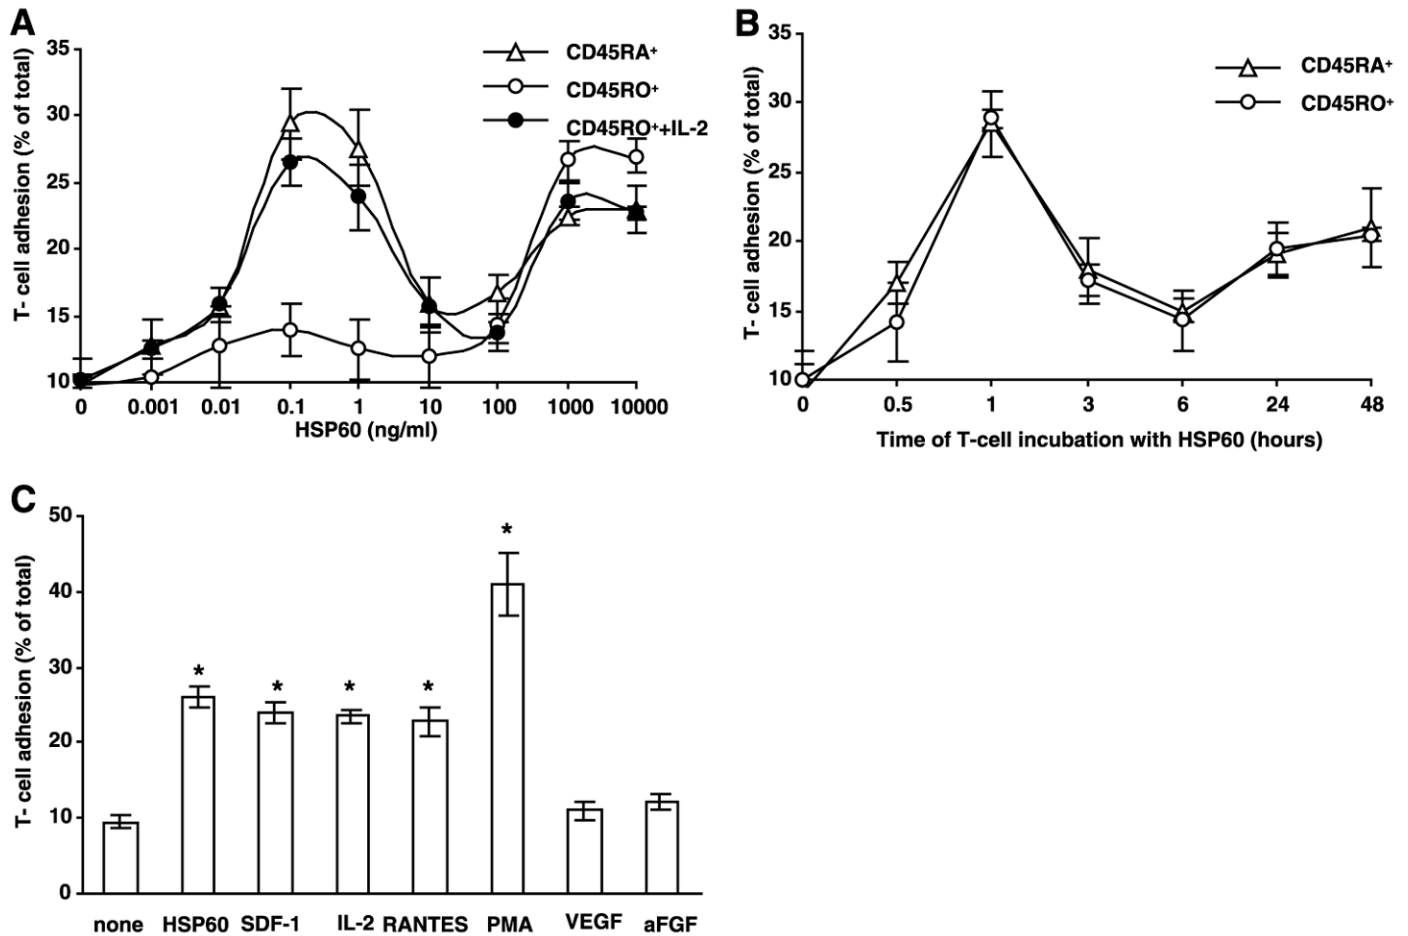 A
T- cell adhesion (% of total)
35
30
25
20
15
10
0 0.001 0.01 0.1 1 10 100 1000 10000
HSP60 (ng/ml)
CD45RA+
CD45RO+
CD45RO++IL-2
B
T- cell adhesion (% of total)
35
30
25
20
15
10
0 0.5 1 3 6 24 48
Time of T-cell incubation with HSP60 (hours)
CD45RA+
CD45RO+
C
T- cell adhesion (% of total)
50
40
30
20
10
0
* * * * *
none HSP60 SDF-1 IL-2 RANTES PMA VEGF aFGF